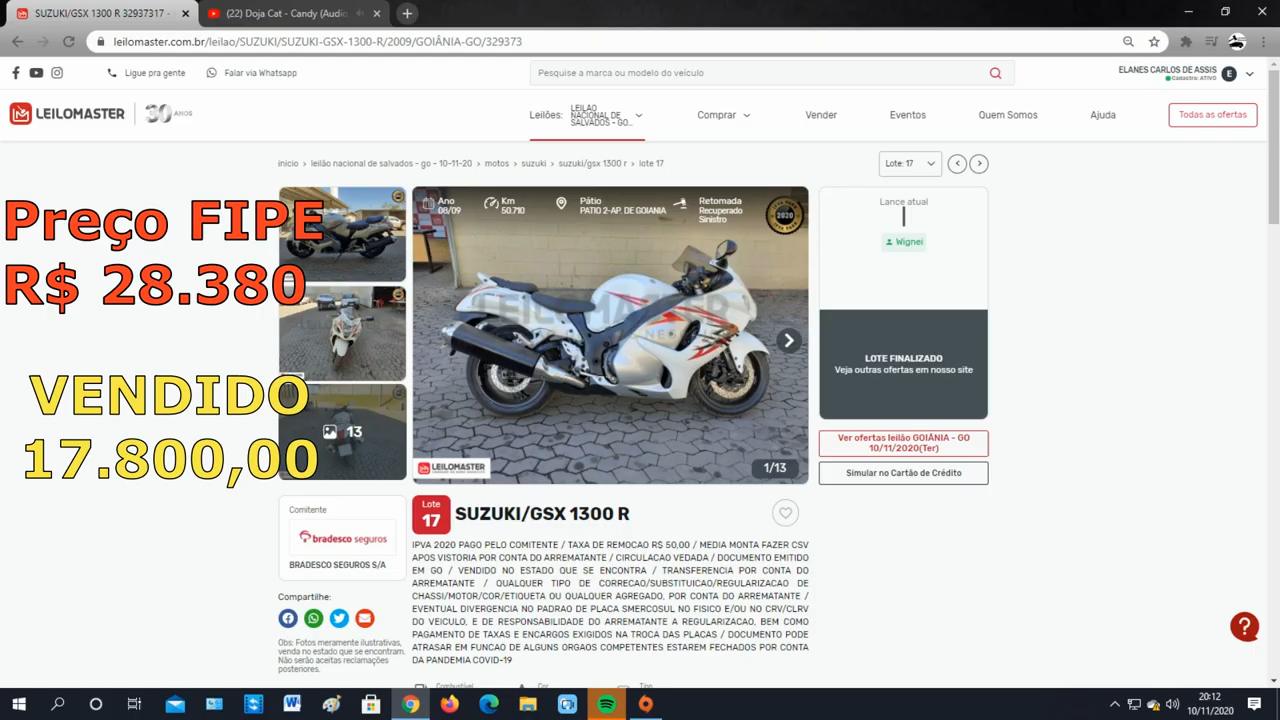 SUZUKI/GSX 1300 R 32937317 -
(22) Doja Cat - Candy (Audio
leilomaster.com.br/leilao/SUZUKI/SUZUKI-GSX-1300-R/2009/GOIÂNIA-GO/329373
Ligue pra gente
Falar via Whatsapp
Pesquise a marca ou modelo do veículo
ELANES CARLOS DE ASSIS
Cadastro: ATIVO
E
LEILOMASTER
30 ANOS
Leilões:
LEILAO NACIONAL DE SALVADOS - GO...
Comprar
Vender
Eventos
Quem Somos
Ajuda
Todas as ofertas
início › leilão nacional de salvados - go - 10-11-20 › motos › suzuki › suzuki/gsx 1300 r › lote 17
Lote: 17
Preço FIPE
R$ 28.380
VENDIDO
17.800,00
13
Ano
08/09
Km
50.710
Pátio
PATIO 2-AP. DE GOIANIA
Retomada
Recuperado
Sinistro
2020
LEILOMASTER
LEILOMASTER
1/13
Lance atual
Wignei
LOTE FINALIZADO
Veja outras ofertas em nosso site
Ver ofertas leilão GOIÂNIA - GO
10/11/2020(Ter)
Simular no Cartão de Crédito
Comitente
bradesco seguros
BRADESCO SEGUROS S/A
Compartilhe:
Obs: Fotos meramente ilustrativas,
venda no estado que se encontram.
Não serão aceitas reclamações
posteriores.
Lote
17
SUZUKI/GSX 1300 R
IPVA 2020 PAGO PELO COMITENTE / TAXA DE REMOCAO R$ 50,00 / MEDIA MONTA FAZER CSV
APOS VISTORIA POR CONTA DO ARREMATANTE / CIRCULACAO VEDADA / DOCUMENTO EMITIDO
EM GO / VENDIDO NO ESTADO QUE SE ENCONTRA / TRANSFERENCIA POR CONTA DO
ARREMATANTE / QUALQUER TIPO DE CORRECAO/SUBSTITUICAO/REGULARIZACAO DE
CHASSI/MOTOR/COR/ETIQUETA OU QUALQUER AGREGADO, POR CONTA DO ARREMATANTE /
EVENTUAL DIVERGENCIA NO PADRAO DE PLACA SMERCOSUL NO FISICO E/OU NO CRV/CLRV
DO VEICULO, E DE RESPONSABILIDADE DO ARREMATANTE A REGULARIZACAO, BEM COMO
PAGAMENTO DE TAXAS E ENCARGOS EXIGIDOS NA TROCA DAS PLACAS / DOCUMENTO PODE
ATRASAR EM FUNCAO DE ALGUNS ORGAOS COMPETENTES ESTAREM FECHADOS POR CONTA
DA PANDEMIA COVID-19
Combustível
Cor
Tipo
20:12
10/11/2020